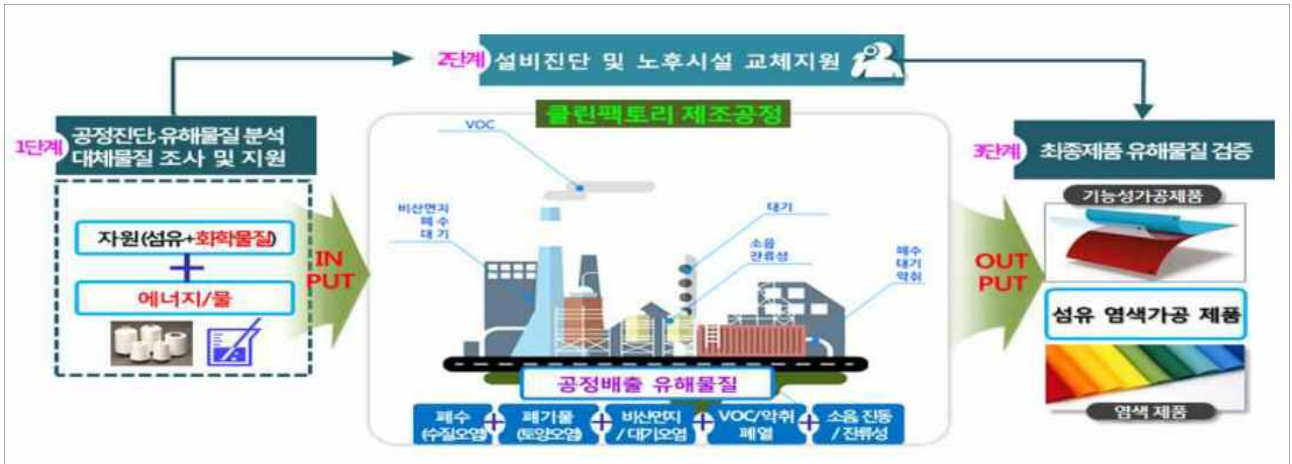 2단계 설비진단 및 노후시설 교체지원
1단계
공정진단,유해물질 분석
대체물질 조사 및 지원
자원(섬유+화학물질)
+
에너지/물
IN
PUT
클린팩토리 제조공정
VOC
비산먼지
폐 수
대 기
대기
소음
잔류성
폐수
대기
악취
공정배출 유해물질
폐수
(수질오염)
+
폐기물
(토양오염)
+
비산먼지
/ 대기오염
+
VOC/악취
폐열
+
소음 진동
/ 잔류성
OUT
PUT
3단계 최종제품 유해물질 검증
기능성가공제품
섬유 염색가공 제품
염색 제품